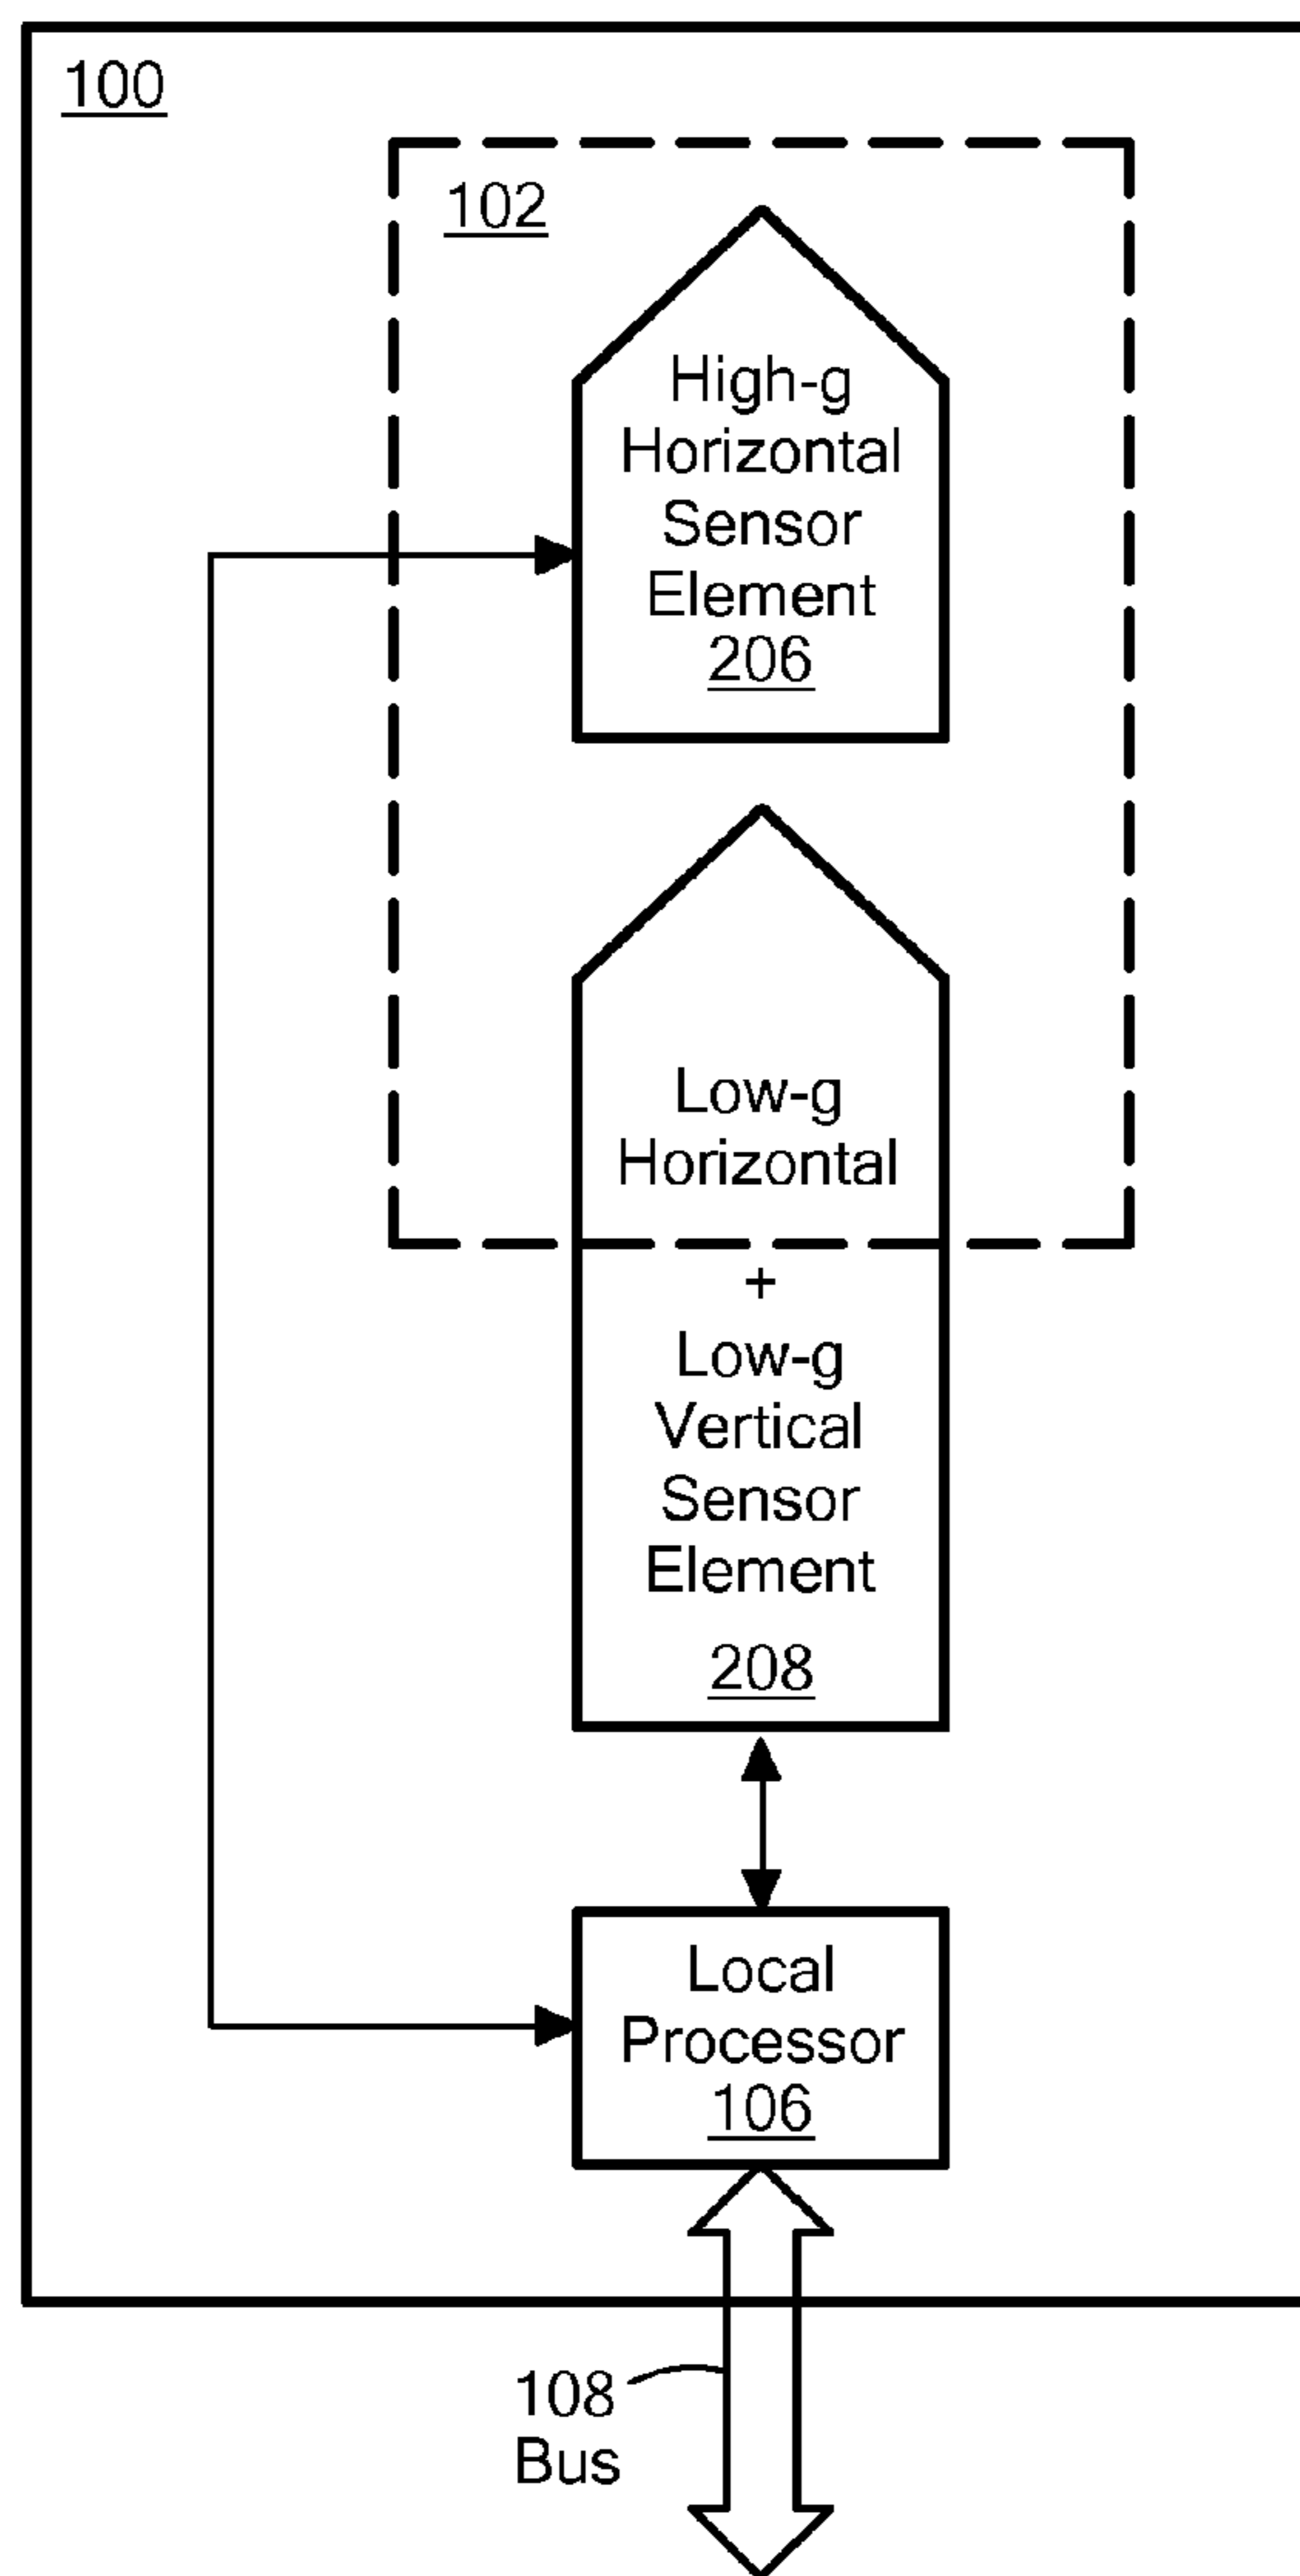 100
102
High-g
Horizontal
Sensor
Element
206
Low-g
Horizontal
+
Low-g
Vertical
Sensor
Element
208
Local
Processor
106
108
Bus